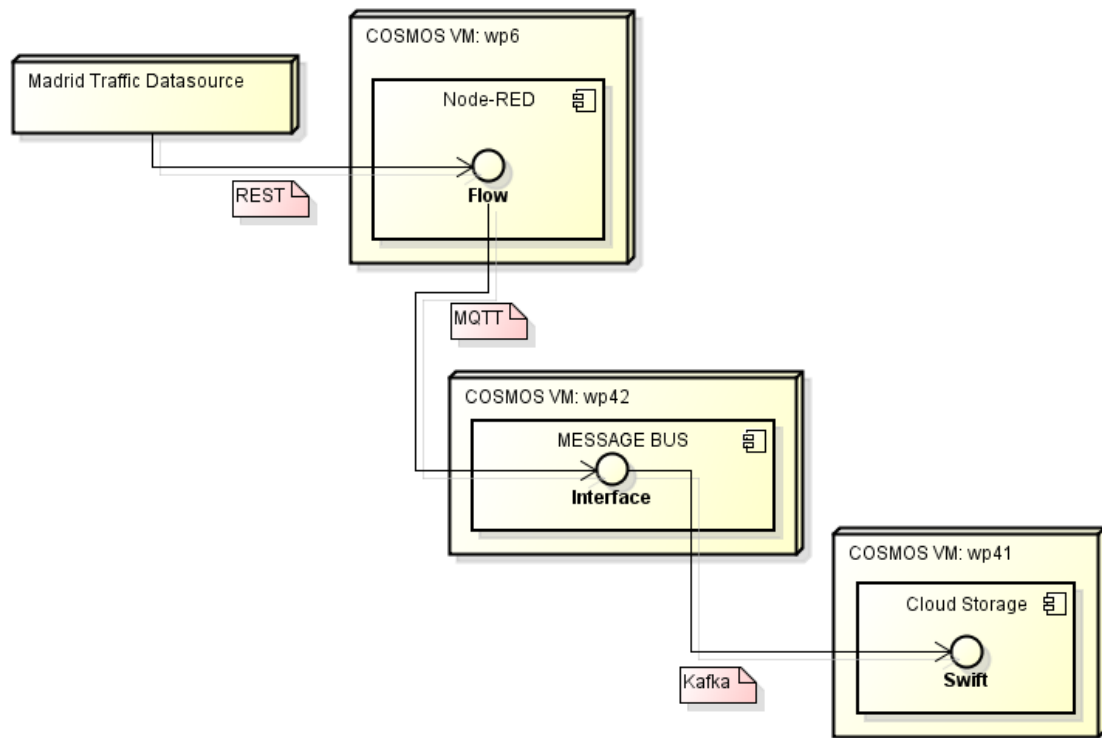 COSMOS VM: wp6
Madrid Traffic Datasource
Node-RED
Flow
REST
MQTT
COSMOS VM: wp42
MESSAGE BUS
Interface
COSMOS VM: wp41
Cloud Storage
Swift
Kafka